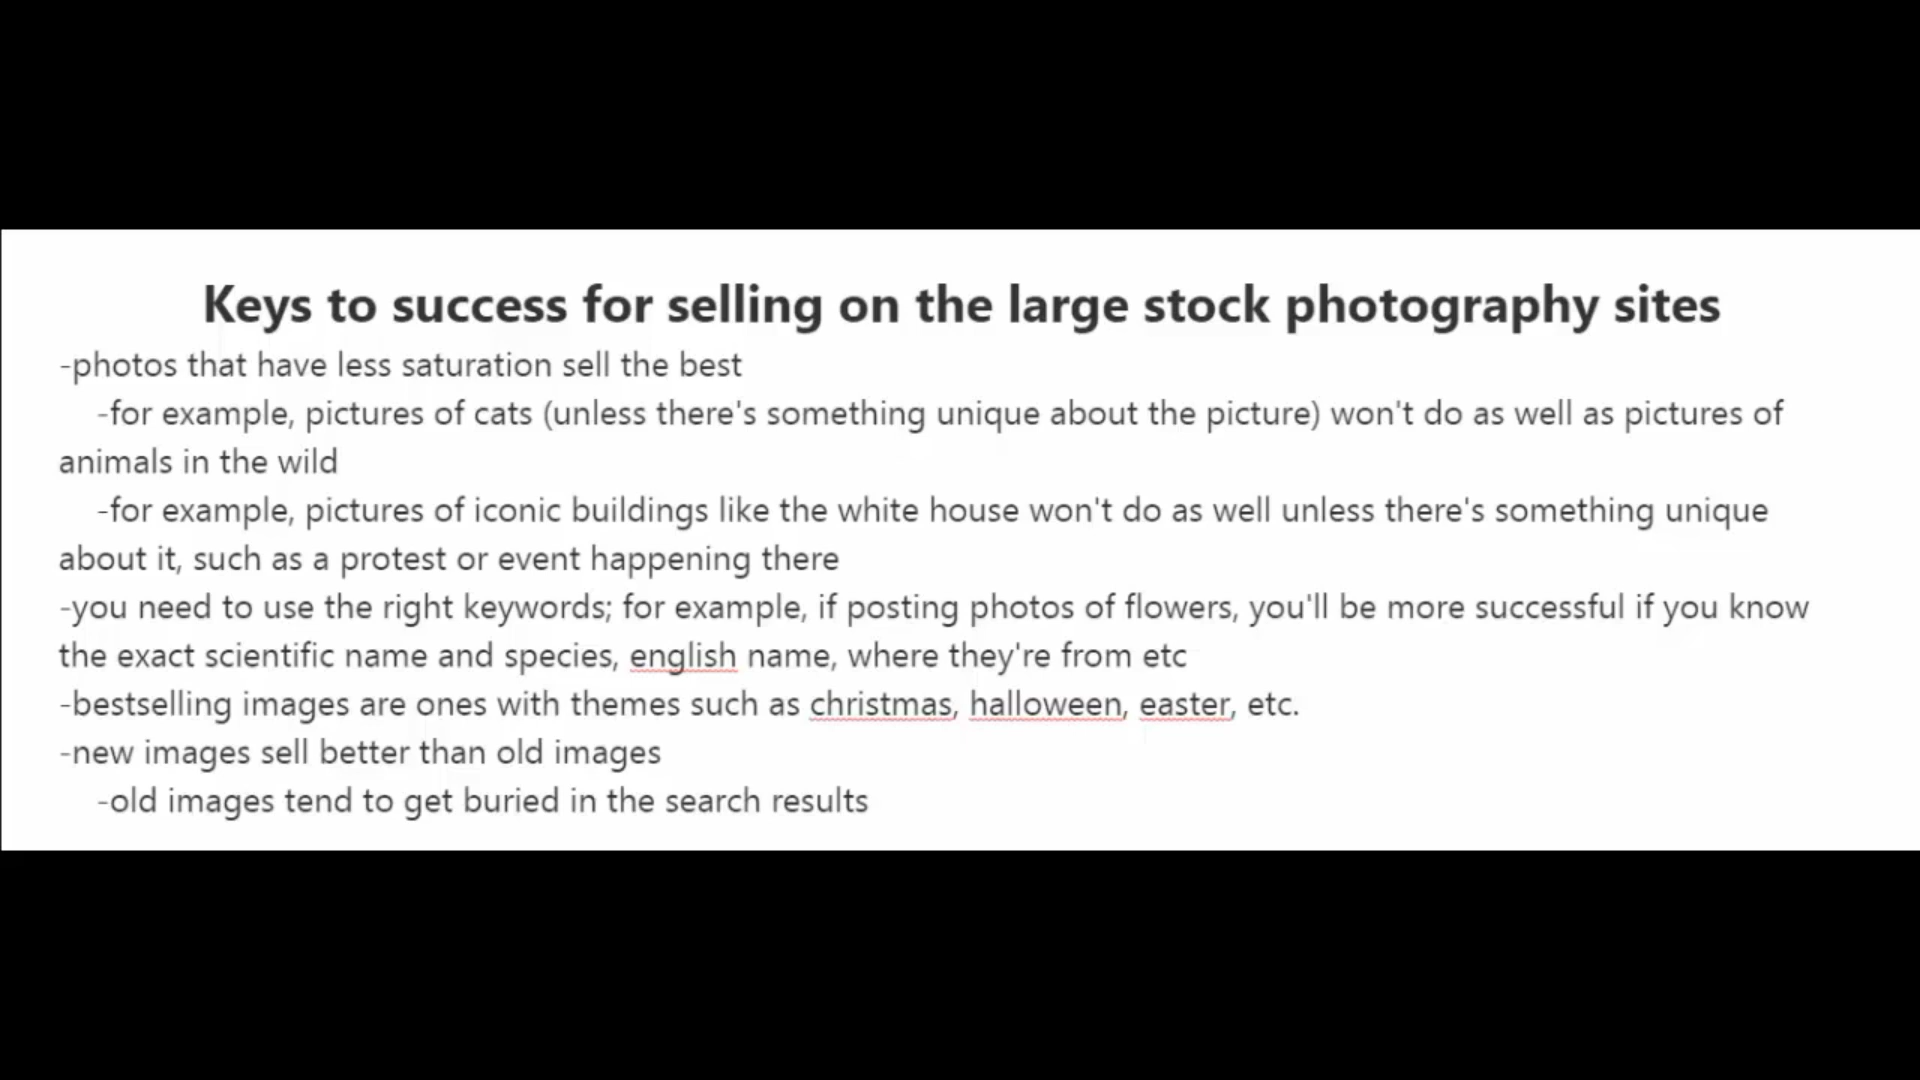 Keys to success for selling on the large stock photography sites
-photos that have less saturation sell the best
-for example, pictures of cats (unless there's something unique about the picture) won't do as well as pictures of
animals in the wild
-for example, pictures of iconic buildings like the white house won't do as well unless there's something unique
about it, such as a protest or event happening there
-you need to use the right keywords; for example, if posting photos of flowers, you'll be more successful if you know
the exact scientific name and species, english name, where they're from etc
-bestselling images are ones with themes such as christmas, halloween, easter, etc.
-new images sell better than old images
-old images tend to get buried in the search results